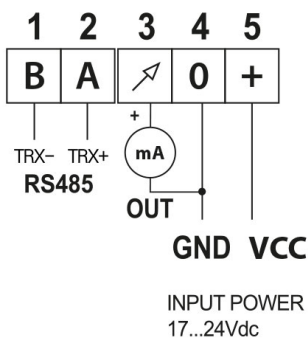 1 2 3 4 5
B A 0 +
+
TRX− TRX+ mA
RS485
OUT
GND VCC
INPUT POWER
17...24Vdc